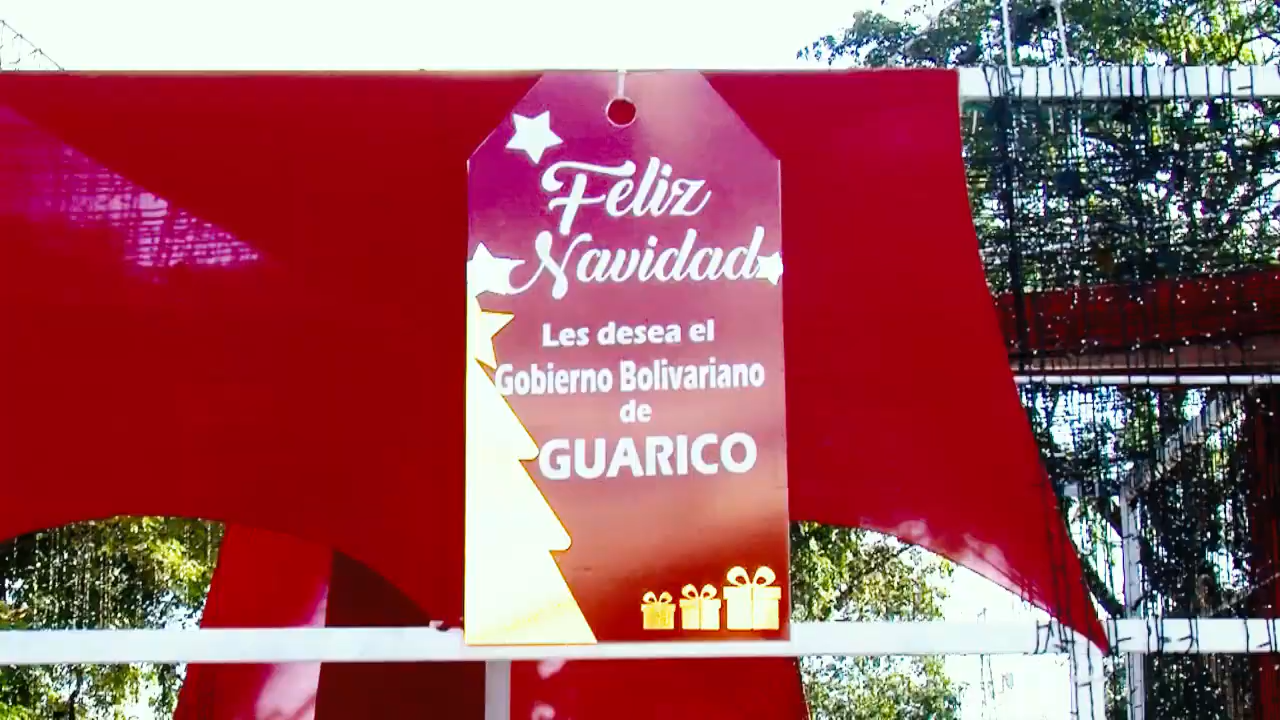 Feliz
Navidad
Les desea el
Gobierno Bolivariano
de
GUARICO